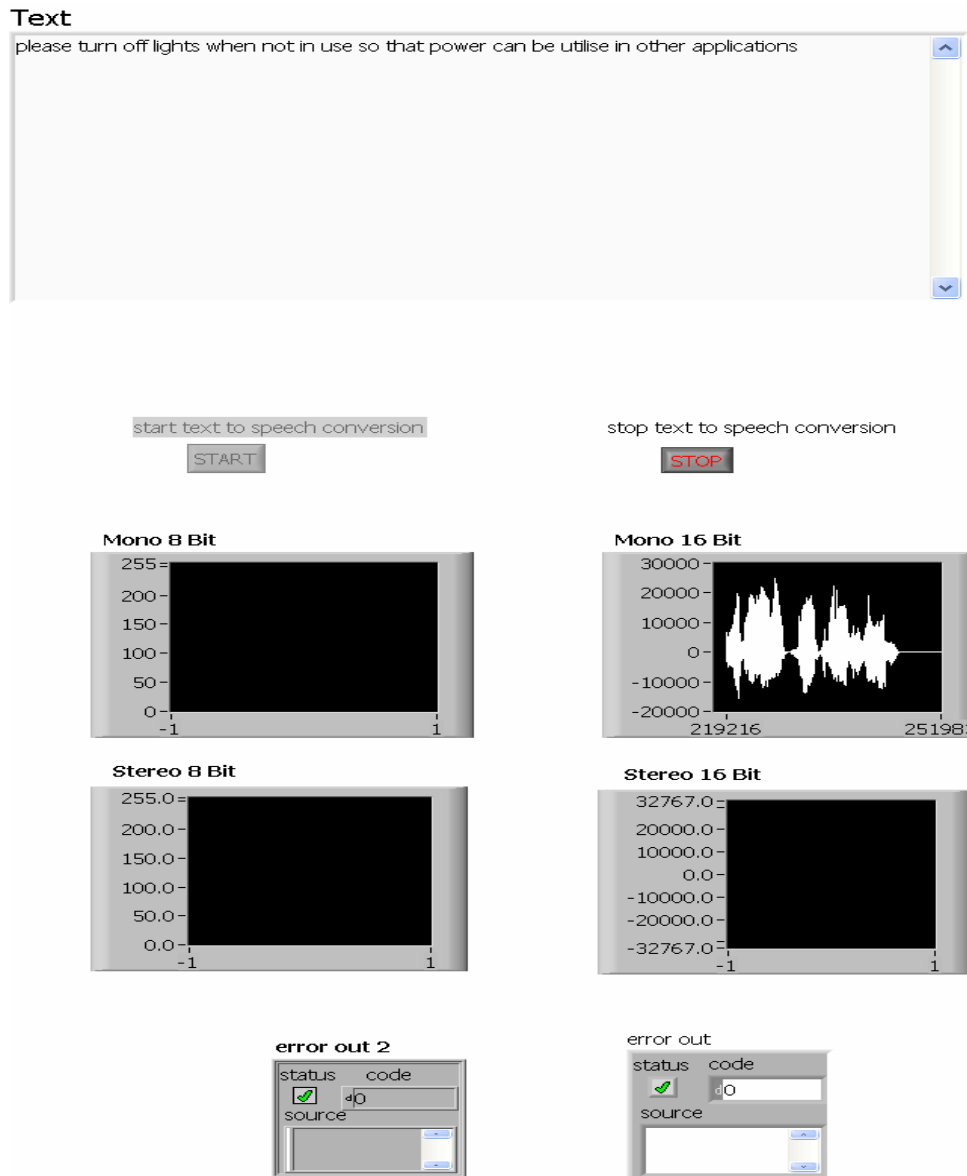 Text
please turn off lights when not in use so that power can be utilise in other applications
start text to speech conversion
stop text to speech conversion
START
STOP
Mono 8 Bit
Mono 16 Bit
255
200
150
100
50
0
-1
1
30000
20000
10000
0
-10000
-20000
219216
Stereo 8 Bit
Stereo 16 Bit
255.0
200.0
150.0
100.0
50.0
0.0
-1
1
32767.0
20000.0
10000.0
0.0
-10000.0
-20000.0
-32767.0
-1
1
error out 2
error out
status code
d0
source
status code
d0
source